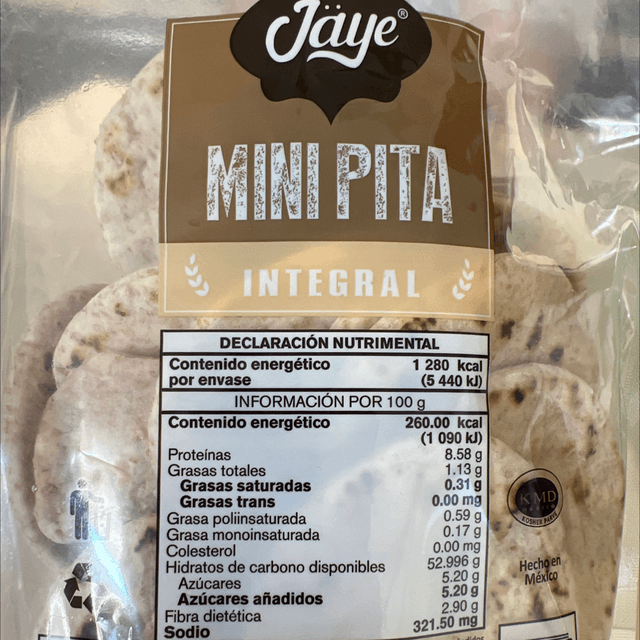 Jäye®
MINI PITA
INTEGRAL
DECLARACIÓN NUTRIMENTAL
Contenido energético por envase 1 280 kcal (5 440 kJ)
INFORMACIÓN POR 100 g
Contenido energético 260.00 kcal
(1 090 kJ)
Proteínas 8.58 g
Grasas totales 1.13 g
Grasas saturadas 0.31 g
Grasas trans 0.00 mg
Grasa poliinsaturada 0.59 g
Grasa monoinsaturada 0.17 g
Colesterol 0.00 mg
Hidratos de carbono disponibles 52.996 g
Azúcares 5.20 g
Azúcares añadidos 5.20 g
Fibra dietética 2.90 g
Sodio 321.50 mg
KMD
KOSHER PARVE
Hecho en
México